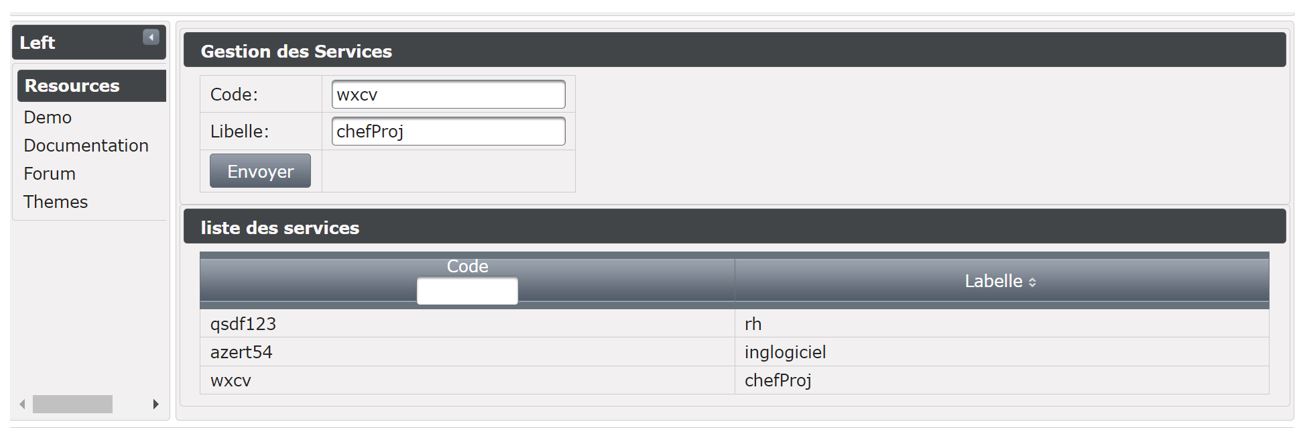 Left
Resources
Demo
Documentation
Forum
Themes
Gestion des Services
Code: wxcv
Libelle: chefProj
Envoyer
liste des services
Code Labelle
qsdf123 rh
azert54 inglogiciel
wxcv chefProj